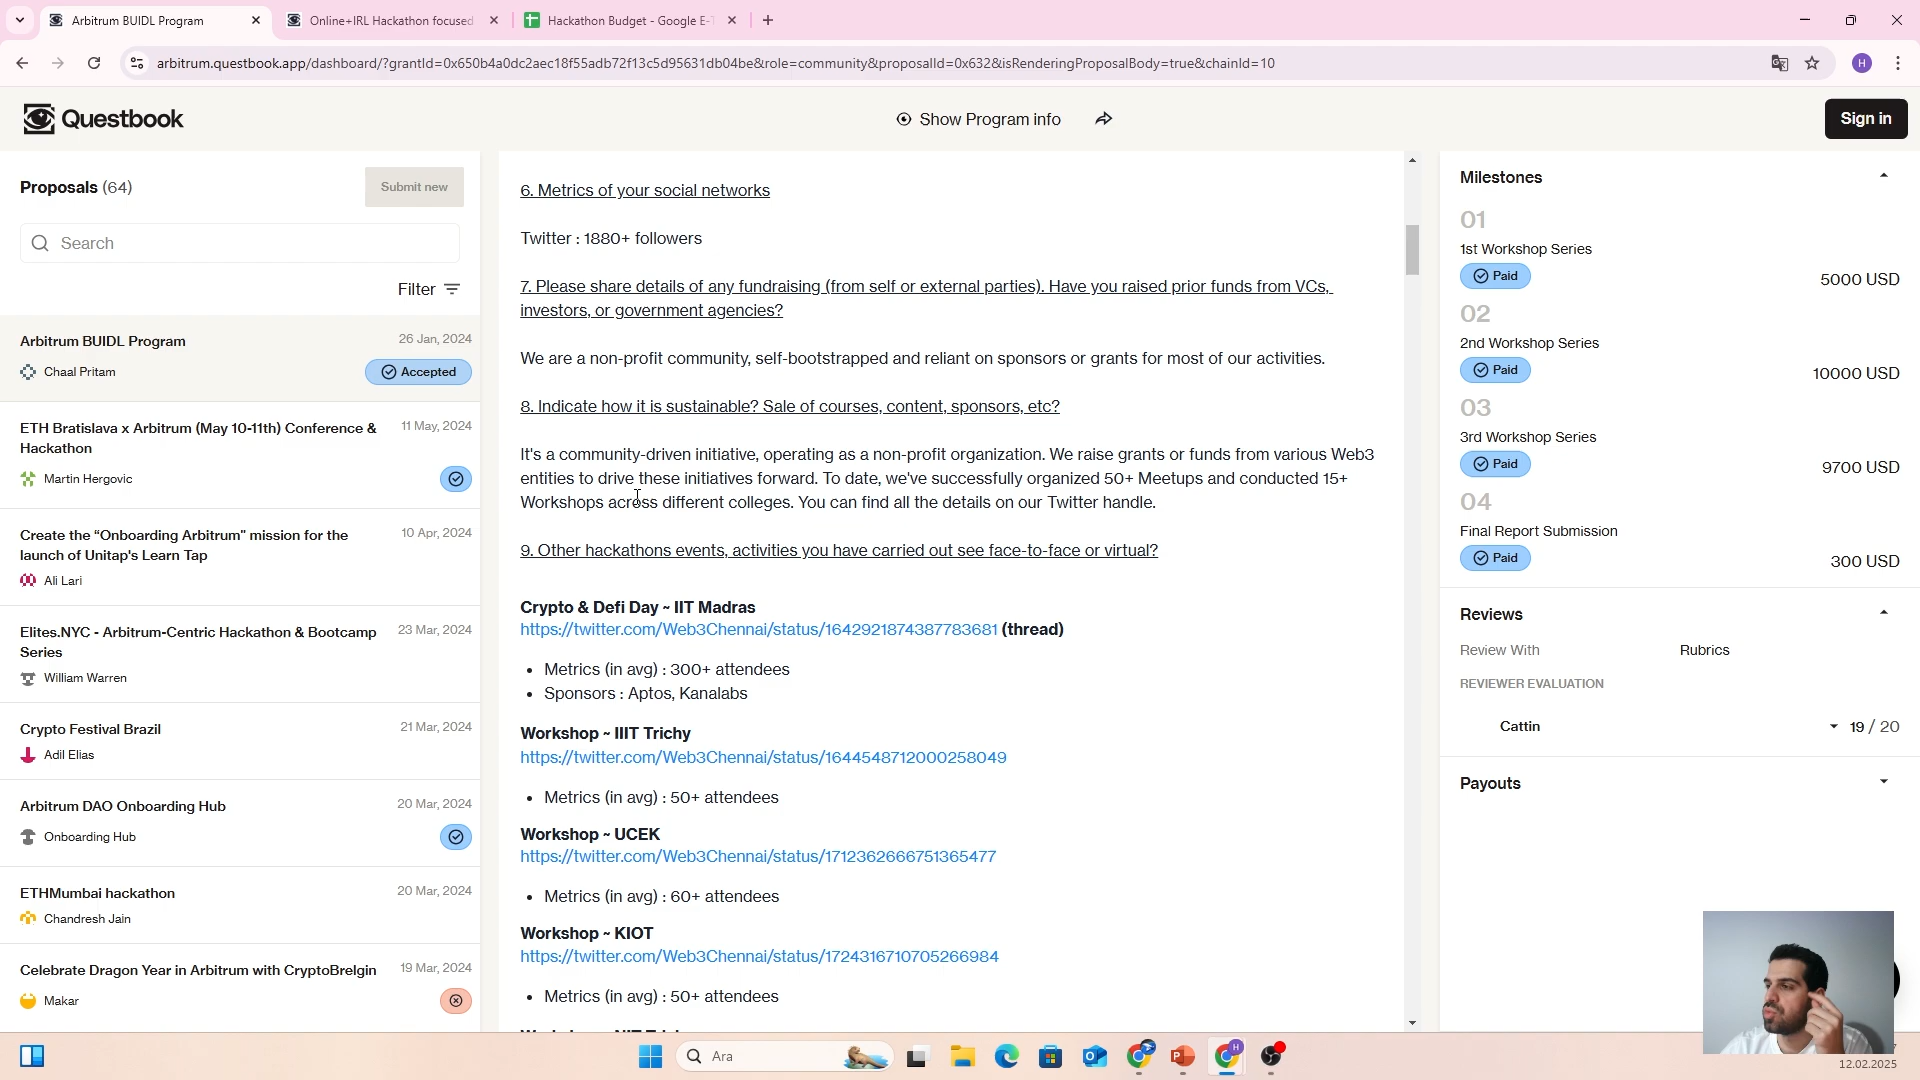 Arbitrum BUIDL Program
Online+IRL Hackathon focused
Hackathon Budget - Google E-T
arbitrum.questbook.app/dashboard/?grantId=0x650b4a0dc2aec18f55adb72f13c5d95631db04be&role=community&proposalId=0x632&isRenderingProposalBody=true&chainId=10
H
Questbook
Show Program info
Sign in
Proposals (64)
Submit new
Search
Filter
Arbitrum BUIDL Program
26 Jan, 2024
Chaal Pritam
Accepted
ETH Bratislava x Arbitrum (May 10-11th) Conference &
Hackathon
11 May, 2024
Martin Hergovic
Create the “Onboarding Arbitrum" mission for the
launch of Unitap's Learn Tap
10 Apr, 2024
Ali Lari
Elites.NYC - Arbitrum-Centric Hackathon & Bootcamp
Series
23 Mar, 2024
William Warren
Crypto Festival Brazil
21 Mar, 2024
Adil Elias
Arbitrum DAO Onboarding Hub
20 Mar, 2024
Onboarding Hub
ETHMumbai hackathon
20 Mar, 2024
Chandresh Jain
Celebrate Dragon Year in Arbitrum with CryptoBrelgin
19 Mar, 2024
Makar
6. Metrics of your social networks
Twitter : 1880+ followers
7. Please share details of any fundraising (from self or external parties). Have you raised prior funds from VCs,
investors, or government agencies?
We are a non-profit community, self-bootstrapped and reliant on sponsors or grants for most of our activities.
8. Indicate how it is sustainable? Sale of courses, content, sponsors, etc?
It's a community-driven initiative, operating as a non-profit organization. We raise grants or funds from various Web3
entities to drive these initiatives forward. To date, we've successfully organized 50+ Meetups and conducted 15+
Workshops across different colleges. You can find all the details on our Twitter handle.
9. Other hackathons events, activities you have carried out see face-to-face or virtual?
Crypto & Defi Day ~ IIT Madras
https://twitter.com/Web3Chennai/status/1642921874387783681 (thread)
• Metrics (in avg) : 300+ attendees
• Sponsors : Aptos, Kanalabs
Workshop ~ IIIT Trichy
https://twitter.com/Web3Chennai/status/1644548712000258049
• Metrics (in avg) : 50+ attendees
Workshop ~ UCEK
https://twitter.com/Web3Chennai/status/1712362666751365477
• Metrics (in avg) : 60+ attendees
Workshop ~ KIOT
https://twitter.com/Web3Chennai/status/1724316710705266984
• Metrics (in avg) : 50+ attendees
Milestones
01
1st Workshop Series
Paid
5000 USD
02
2nd Workshop Series
Paid
10000 USD
03
3rd Workshop Series
Paid
9700 USD
04
Final Report Submission
Paid
300 USD
Reviews
Review With
Rubrics
REVIEWER EVALUATION
Cattin
19 / 20
Payouts
Ara
H
12.02.2025